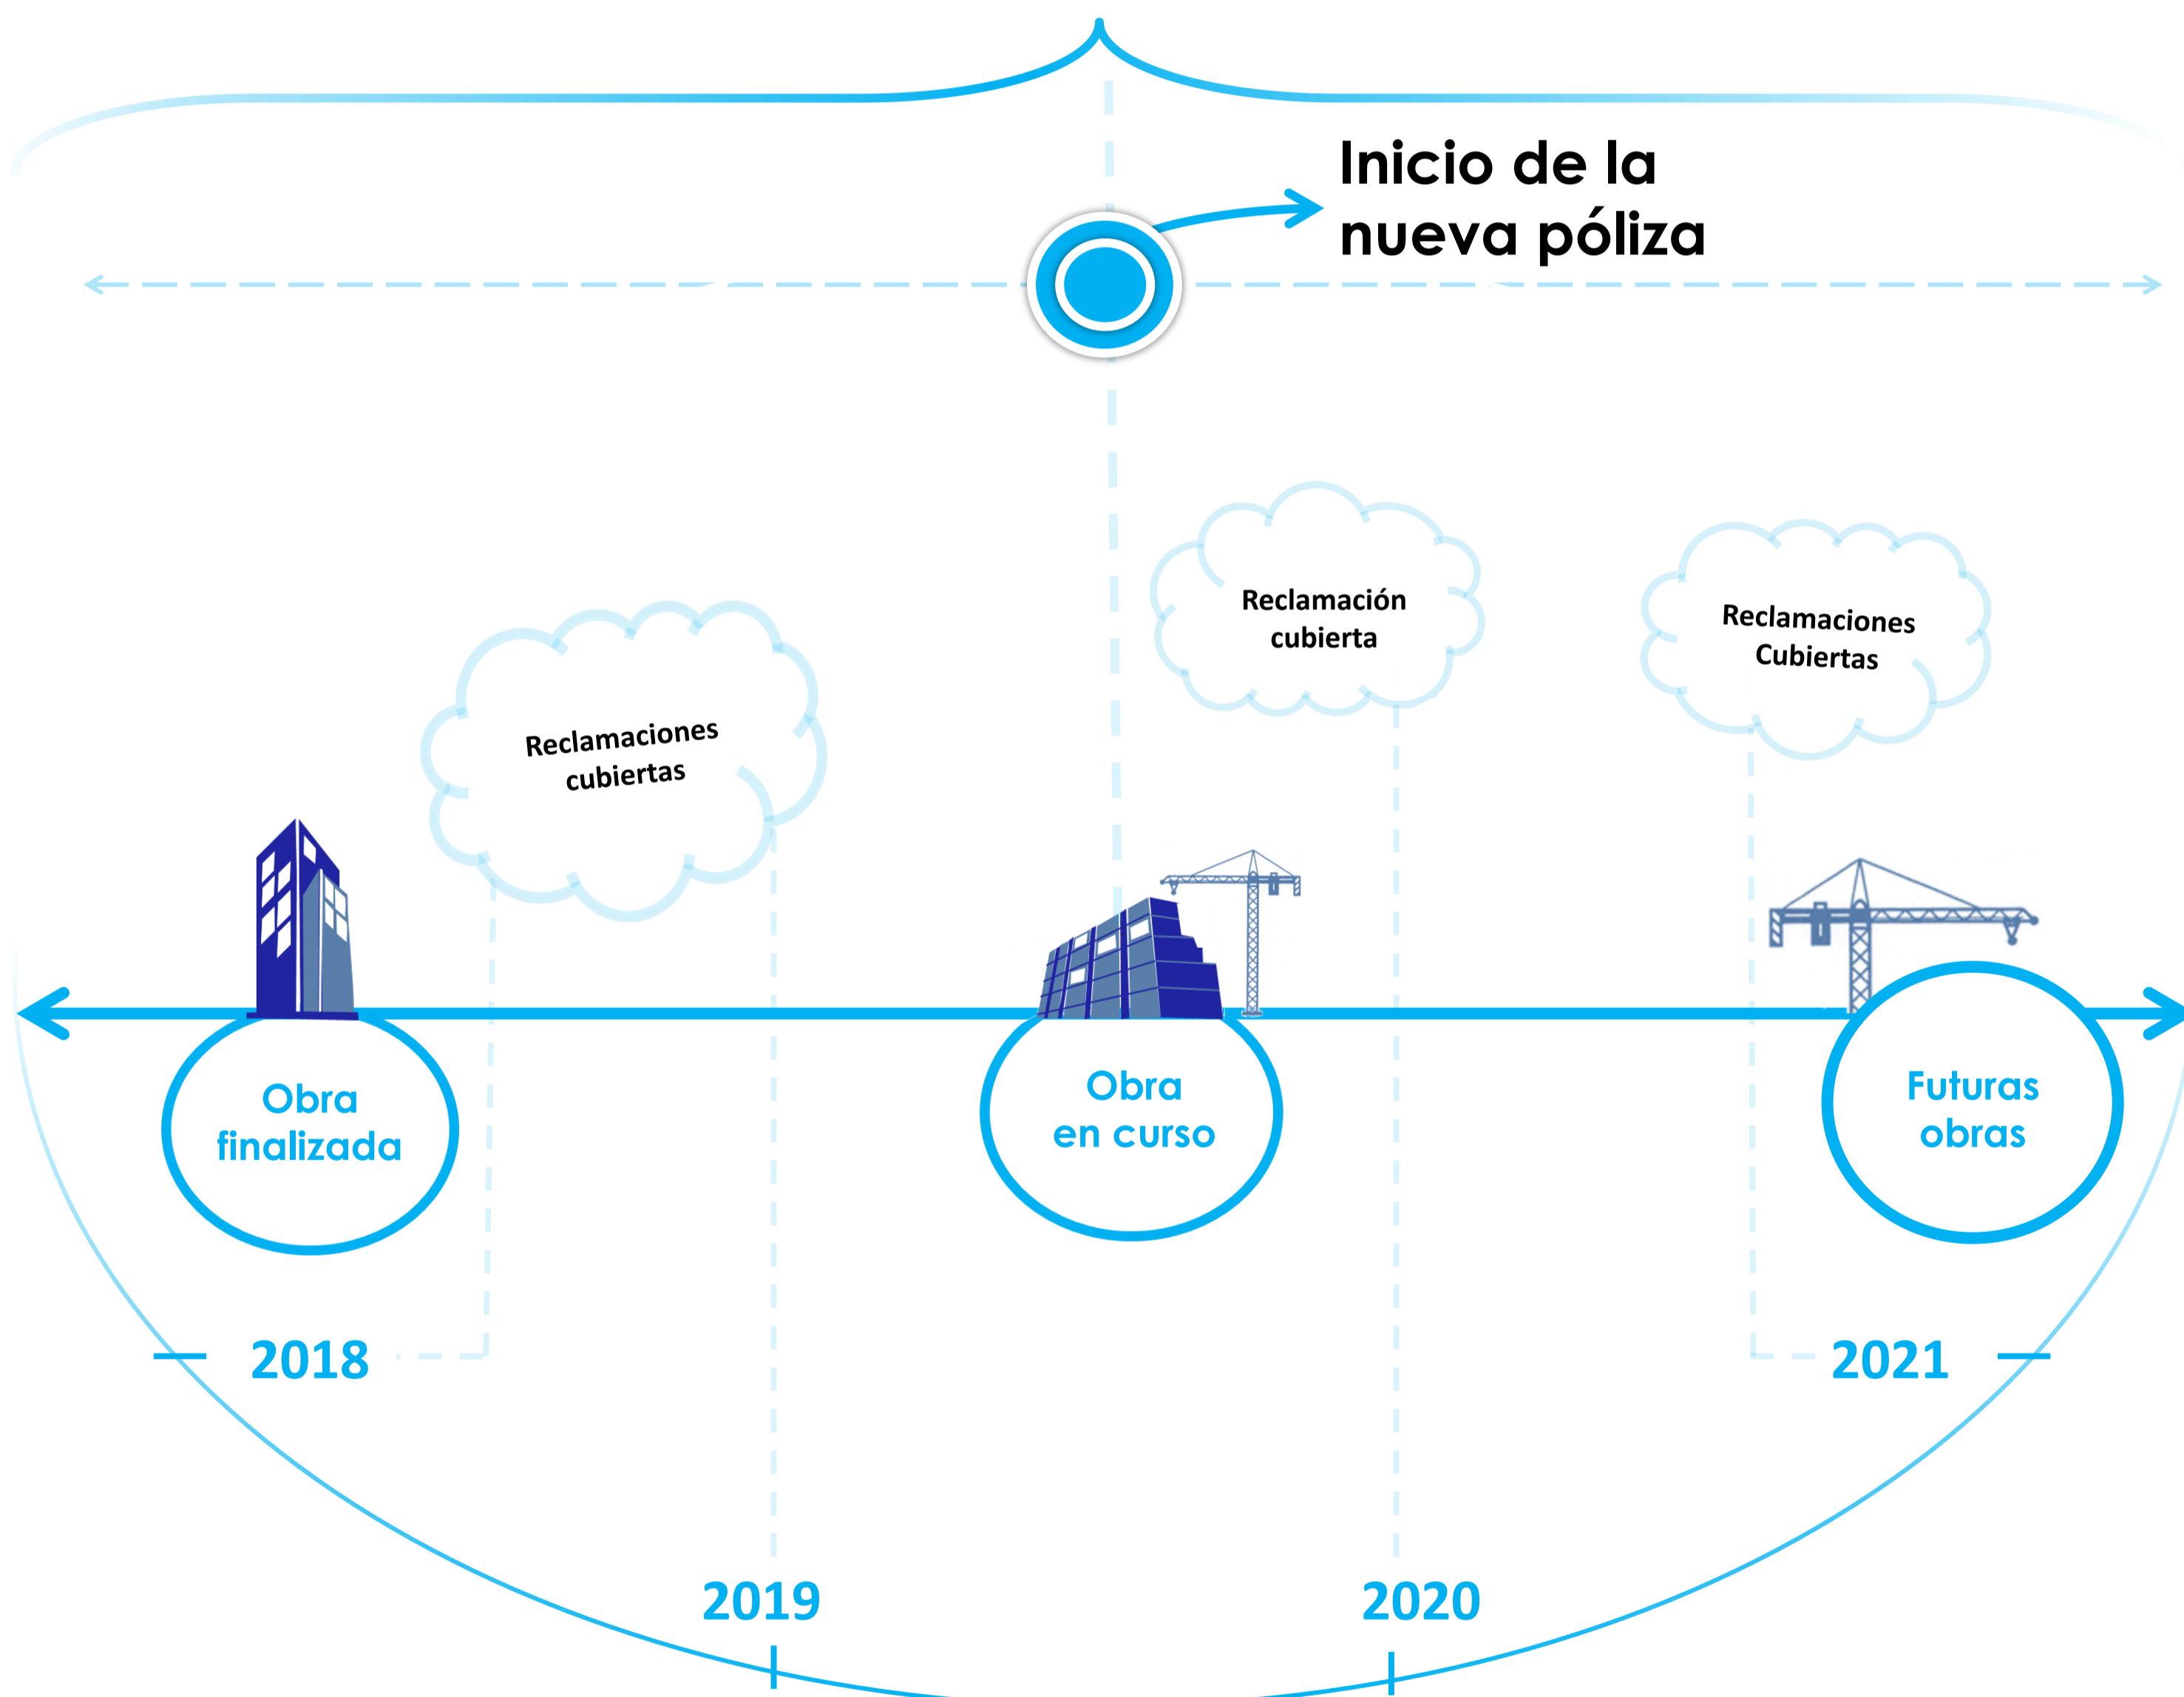 Inicio de la
nueva póliza
Reclamaciones
cubiertas
Reclamación
cubierta
Reclamaciones
Cubiertas
Obra
finalizada
Obra
en curso
Futuras
obras
2018
2021
2019
2020